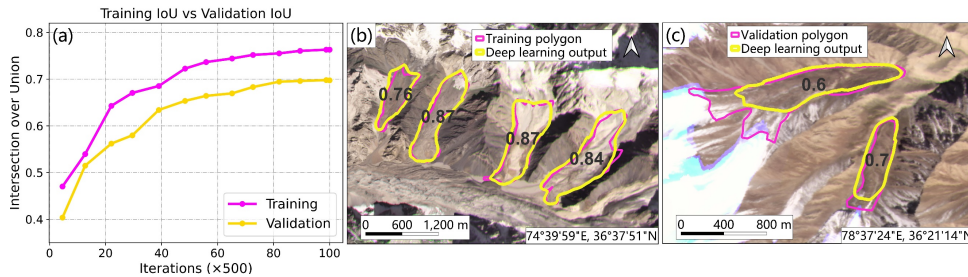 Training IoU vs Validation IoU
(a)
Intersection over Union
0.8
0.7
0.6
0.5
0.4
Training
Validation
0 20 40 60 80 100
Iterations (×500)
(b)
Training polygon
Deep learning output
0.76
0.87
0.87
0.84
0 600 1,200 m
74°39'59"E, 36°37'51"N
(c)
Validation polygon
Deep learning output
0.6
0.7
0 400 800 m
78°37'24"E, 36°21'14"N